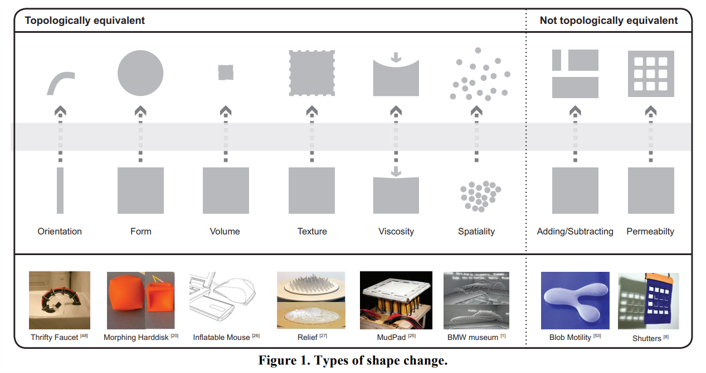 Topologically equivalent
Not topologically equivalent
Orientation Form Volume Texture Viscosity Spatiality Adding/Subtracting Permeabilty
Thrifty Faucet [48] Morphing Harddisk [20] Inflatable Mouse [26] Relief [27] MudPad [25] BMW museum [1] Blob Motility [53] Shutters [8]
Figure 1. Types of shape change.